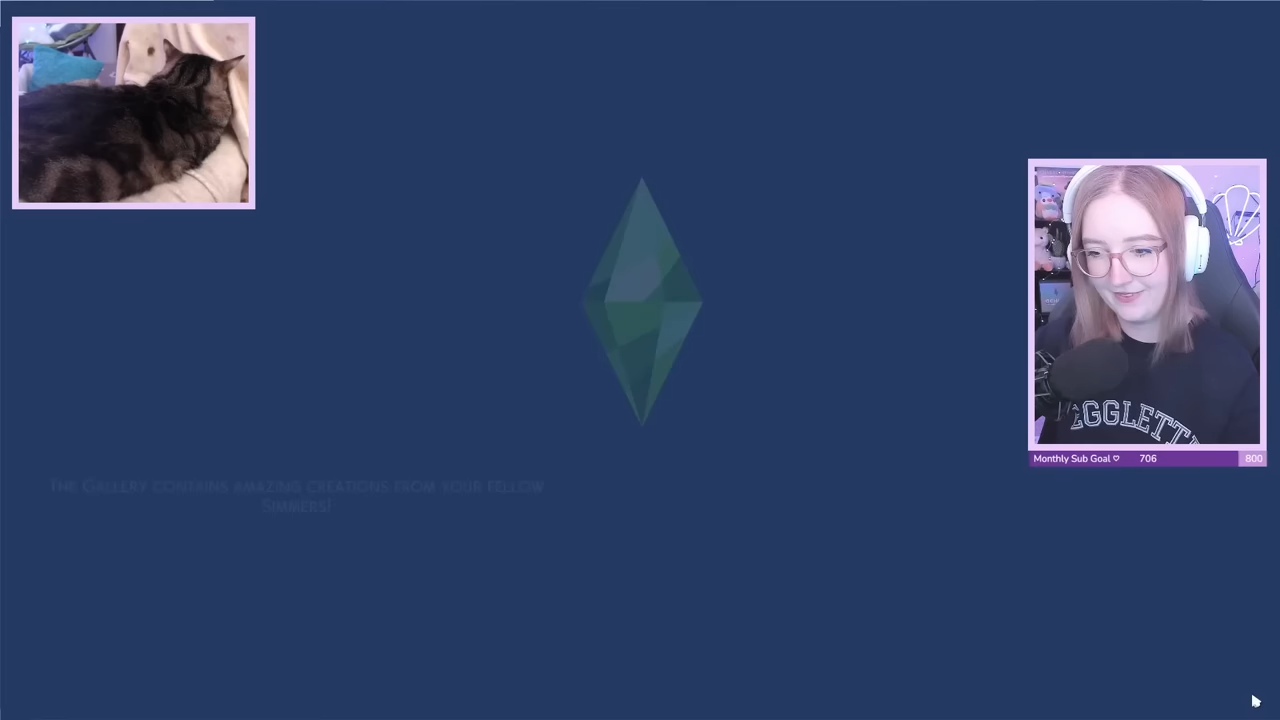 THE GALLERY CONTAINS AMAZING CREATIONS FROM YOUR FELLOW
SIMMERS!
EGGLETT
Monthly Sub Goal ♡ 706 800